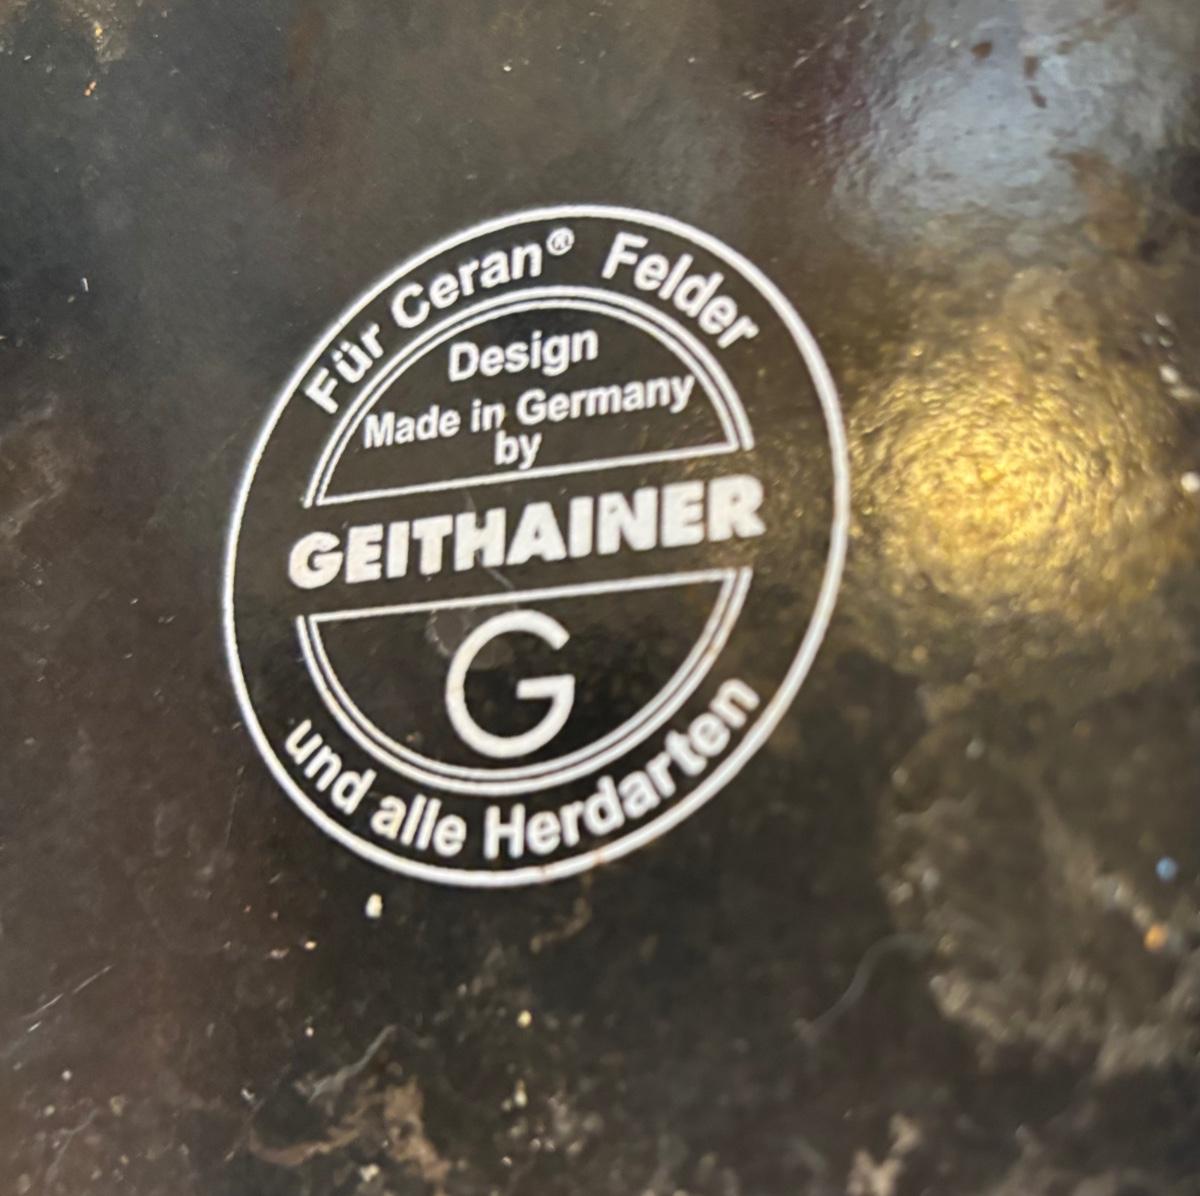 Für Ceran® Felder
Design
Made in Germany
by
GEITHAINER
G
und alle Herdarten